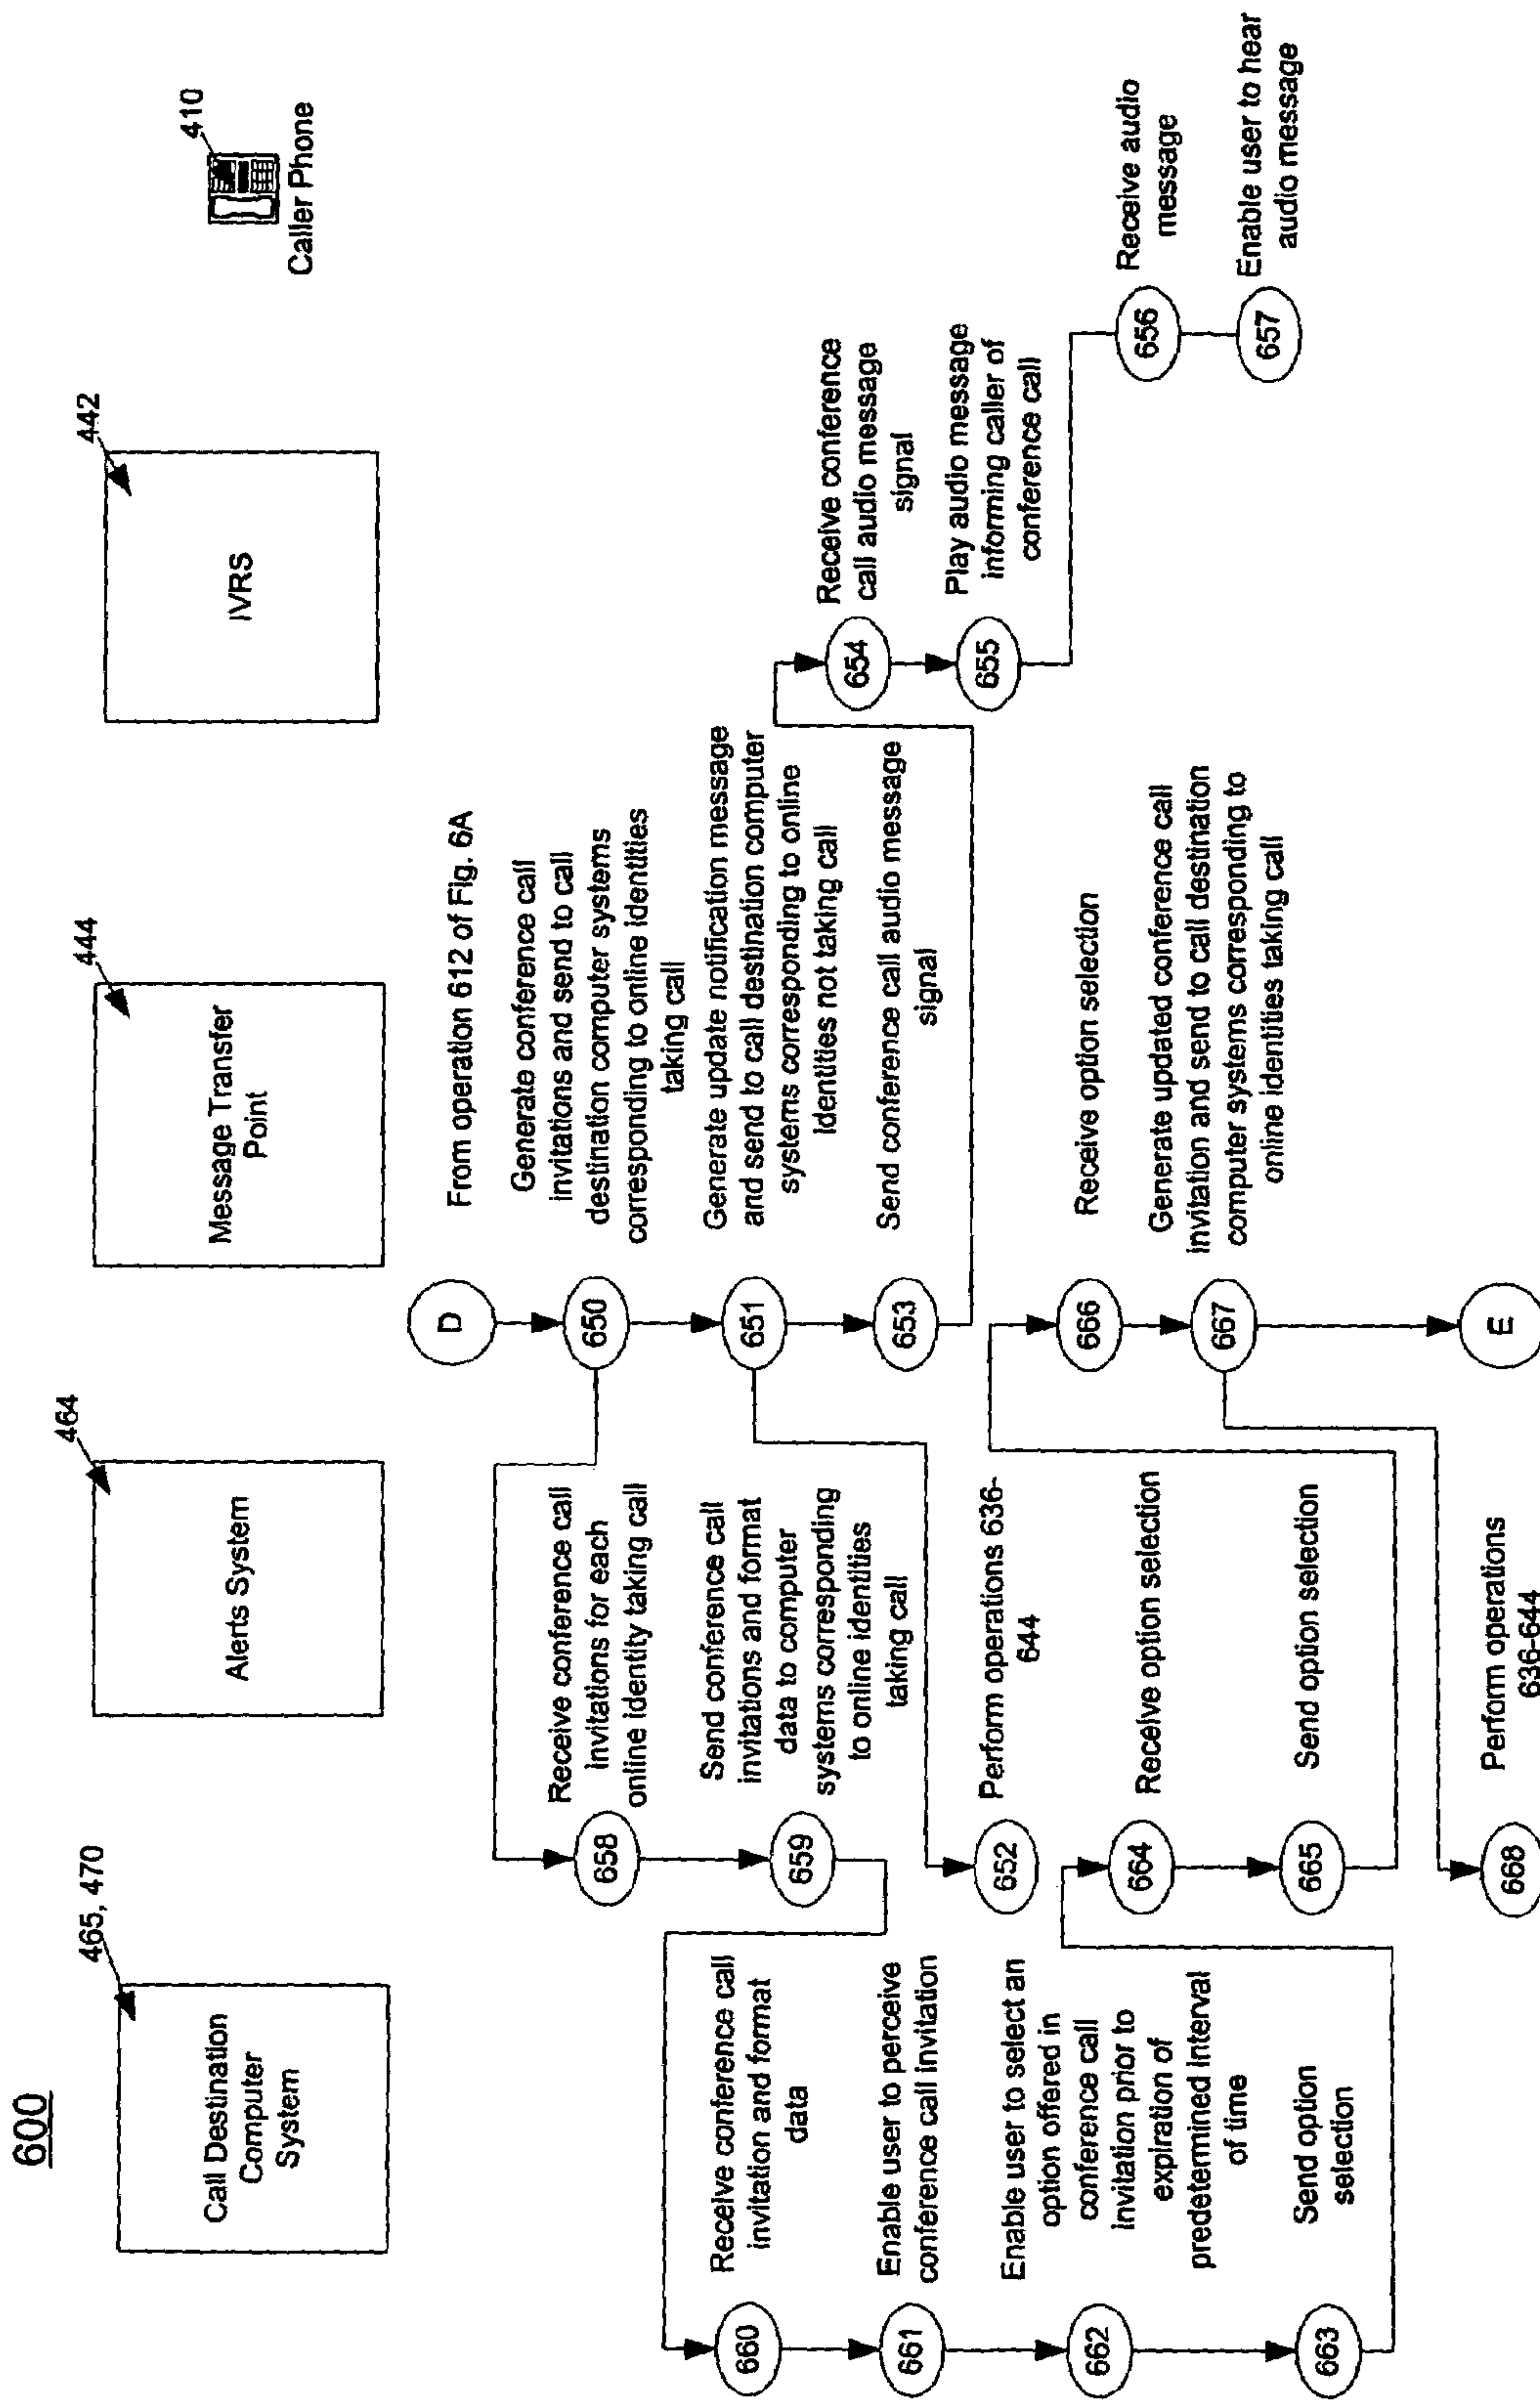 600
465, 470
464
444
442
410
Call Destination
Computer
System
Alerts System
Message Transfer
Point
IVRS
Caller Phone
D
From operation 612 of Fig. 6A
650
Generate conference call
invitations and send to call
destination computer systems
corresponding to online identities
taking call
651
Generate update notification message
and send to call destination computer
systems corresponding to online
identities not taking call
653
Send conference call audio message
signal
654
Receive conference
call audio message
signal
655
Play audio message
informing caller of
conference call
656
Receive audio
message
657
Enable user to hear
audio message
658
Receive conference call
invitations for each
online identity taking call
659
Send conference call
invitations and format
data to computer
systems corresponding
to online identities
taking call
652
Perform operations 636-
644
660
Receive conference call
invitation and format
data
661
Enable user to perceive
conference call invitation
662
Enable user to select an
option offered in
conference call
invitation prior to
expiration of
predetermined interval
of time
663
Send option
selection
664
Receive option selection
665
Send option selection
666
Receive option selection
667
Generate updated conference call
invitation and send to call destination
computer systems corresponding to
online identities taking call
668
Perform operations
636-644
E